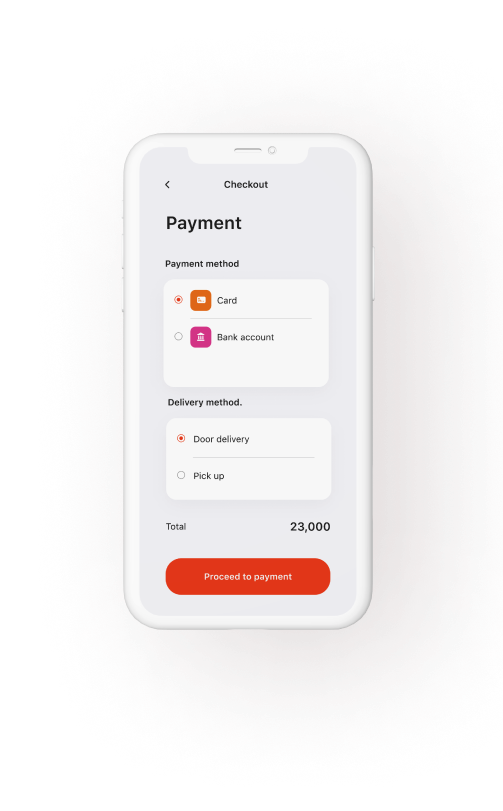 Checkout
Payment
Payment method
Card
Bank account
Delivery method.
Door delivery
Pick up
Total 23,000
Proceed to payment